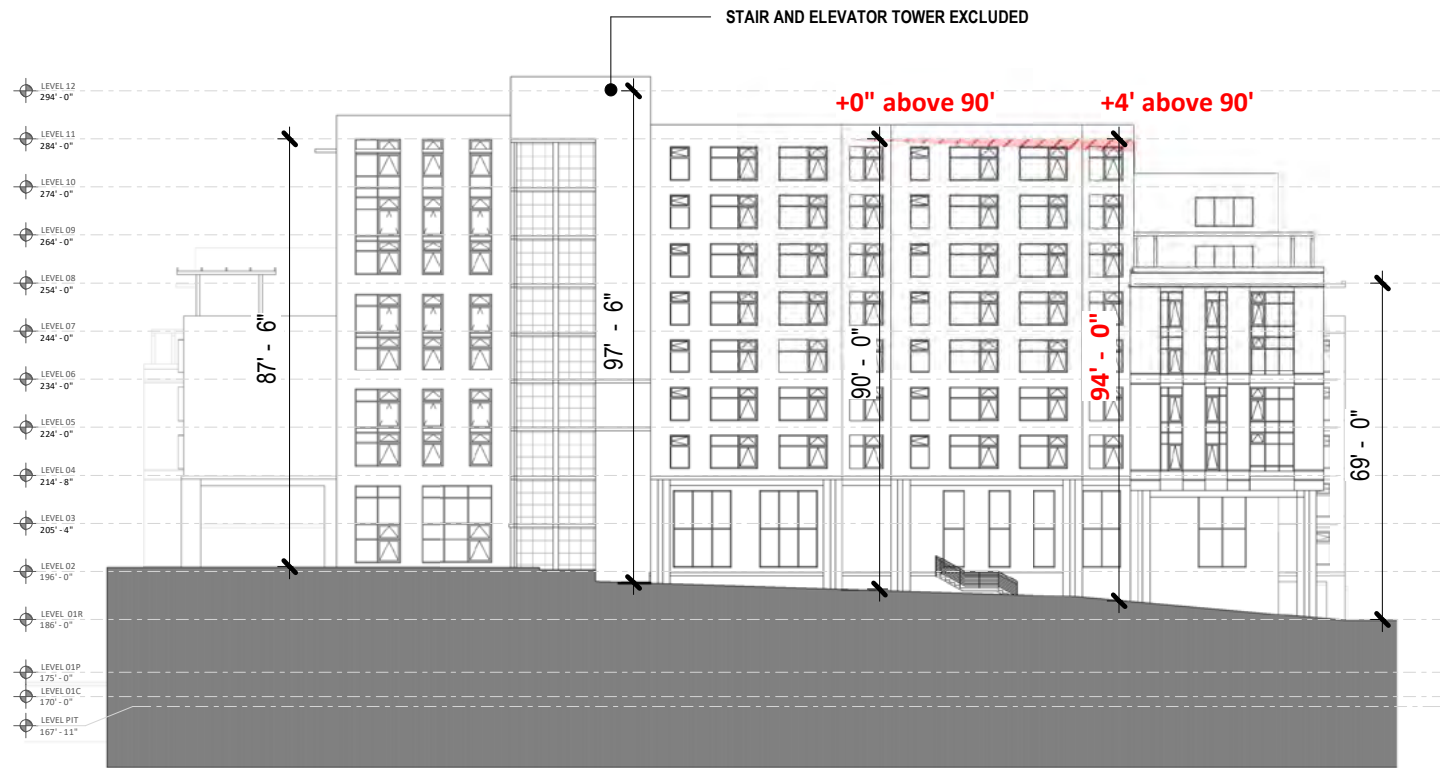 STAIR AND ELEVATOR TOWER EXCLUDED
LEVEL 12
294' - 0"
+0" above 90'
+4' above 90'
LEVEL 11
284' - 0"
LEVEL 10
274' - 0"
LEVEL 09
264' - 0"
LEVEL 08
254' - 0"
LEVEL 07
244' - 0"
LEVEL 06
234' - 0"
LEVEL 05
224' - 0"
LEVEL 04
214' - 8"
LEVEL 03
205' - 4"
LEVEL 02
196' - 0"
LEVEL 01R
186' - 0"
LEVEL 01P
175' - 0"
LEVEL 01C
170' - 0"
LEVEL PIT
167' - 11"
87' - 6"
97' - 6"
90' - 0"
94' - 0"
69' - 0"